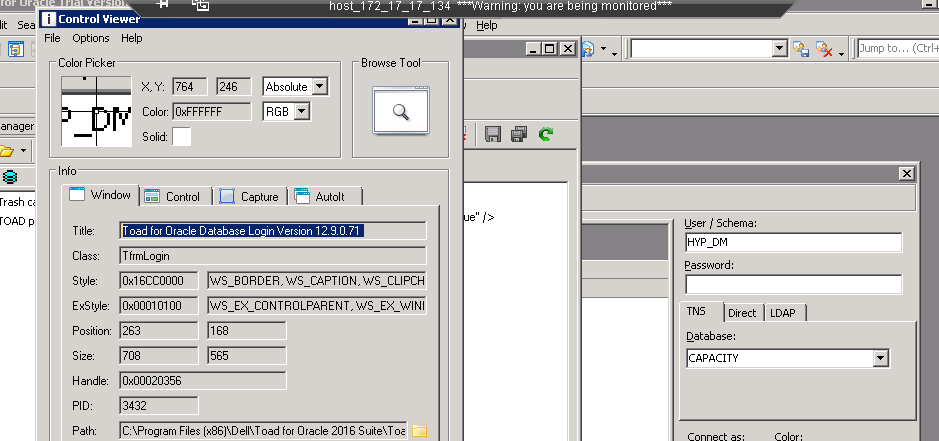 for Oracle Trial Version
host_172_17_17_134 ***Warning: you are being monitored***
Control Viewer
File Options Help
Help
Jump to... (Ctrl+
Color Picker
Browse Tool
X, Y: 764 246 Absolute
Color: 0xFFFFFF RGB
Solid:
P_DM
Manager
Info
Window Control Capture AutoIt
Trash ca
TOAD p
ue" />
Title: Toad for Oracle Database Login Version 12.9.0.71
Class: TfrmLogin
Style: 0x16CC0000 WS_BORDER, WS_CAPTION, WS_CLIPCH
ExStyle: 0x00010100 WS_EX_CONTROLPARENT, WS_EX_WIN
Position: 263 168
Size: 708 565
Handle: 0x00020356
PID: 3432
Path: C:\Program Files (x86)\Dell\Toad for Oracle 2016 Suite\Toa
User / Schema:
HYP_DM
Password:
TNS Direct LDAP
Database:
CAPACITY
Connect as: Color: